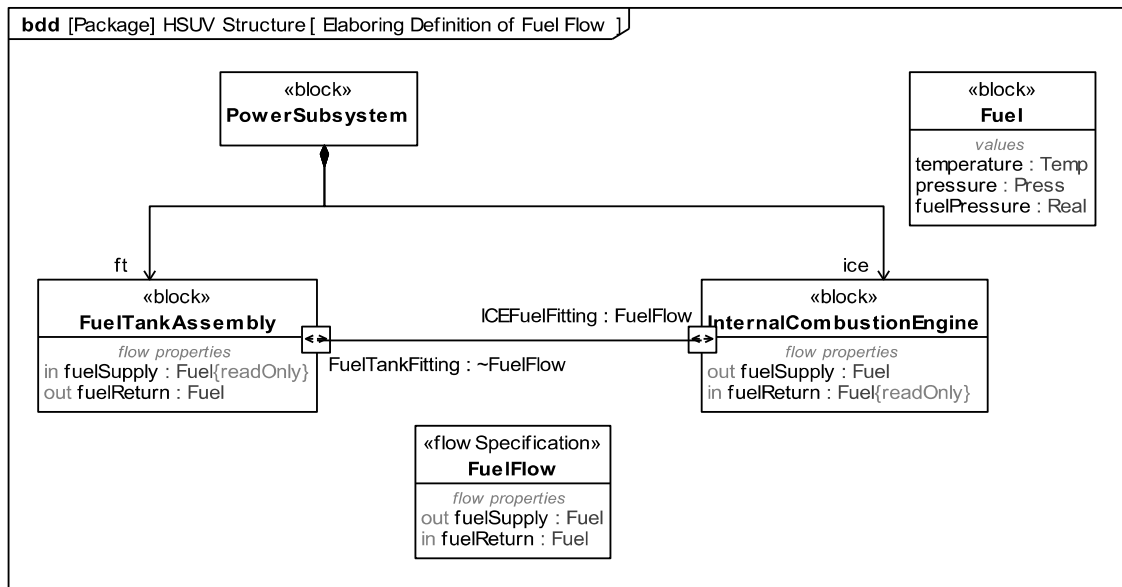 bdd [Package] HSUV Structure [ Elaboring Definition of Fuel Flow ]
«block»
PowerSubsystem
«block»
Fuel
values
temperature : Temp
pressure : Press
fuelPressure : Real
ft
ice
«block»
FuelTankAssembly
flow properties
in fuelSupply : Fuel{readOnly}
out fuelReturn : Fuel
ICEFuelFitting : FuelFlow
FuelTankFitting : ~FuelFlow
«block»
InternalCombustionEngine
flow properties
out fuelSupply : Fuel
in fuelReturn : Fuel{readOnly}
«flow Specification»
FuelFlow
flow properties
out fuelSupply : Fuel
in fuelReturn : Fuel